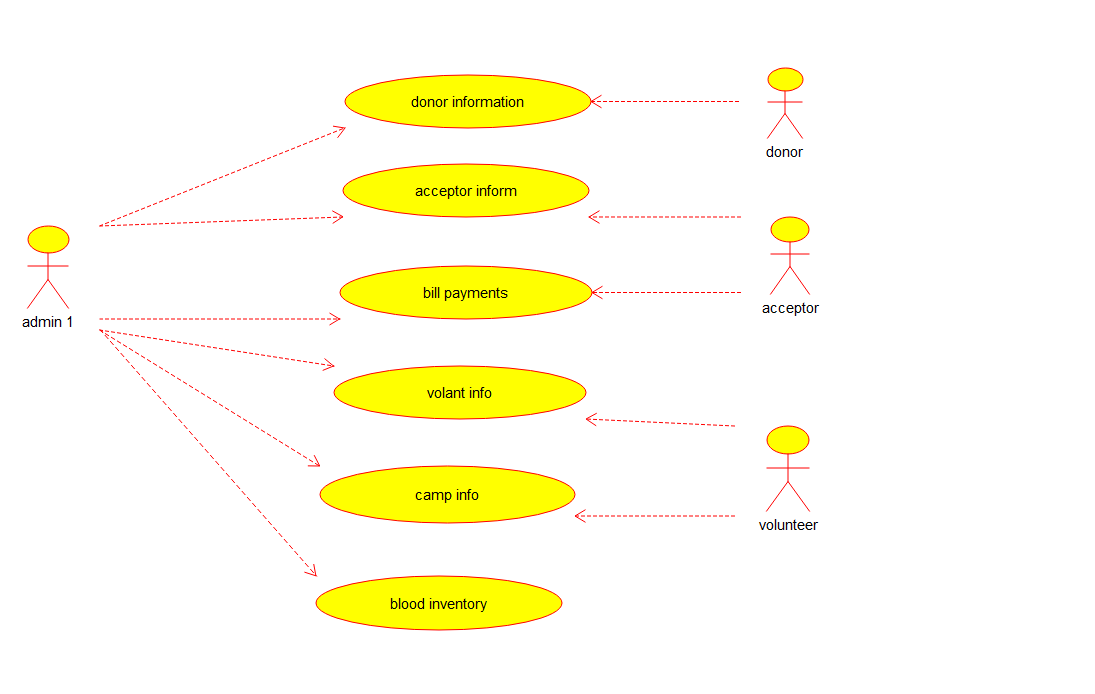 donor information
donor
acceptor inform
admin 1
bill payments
acceptor
volant info
camp info
volunteer
blood inventory